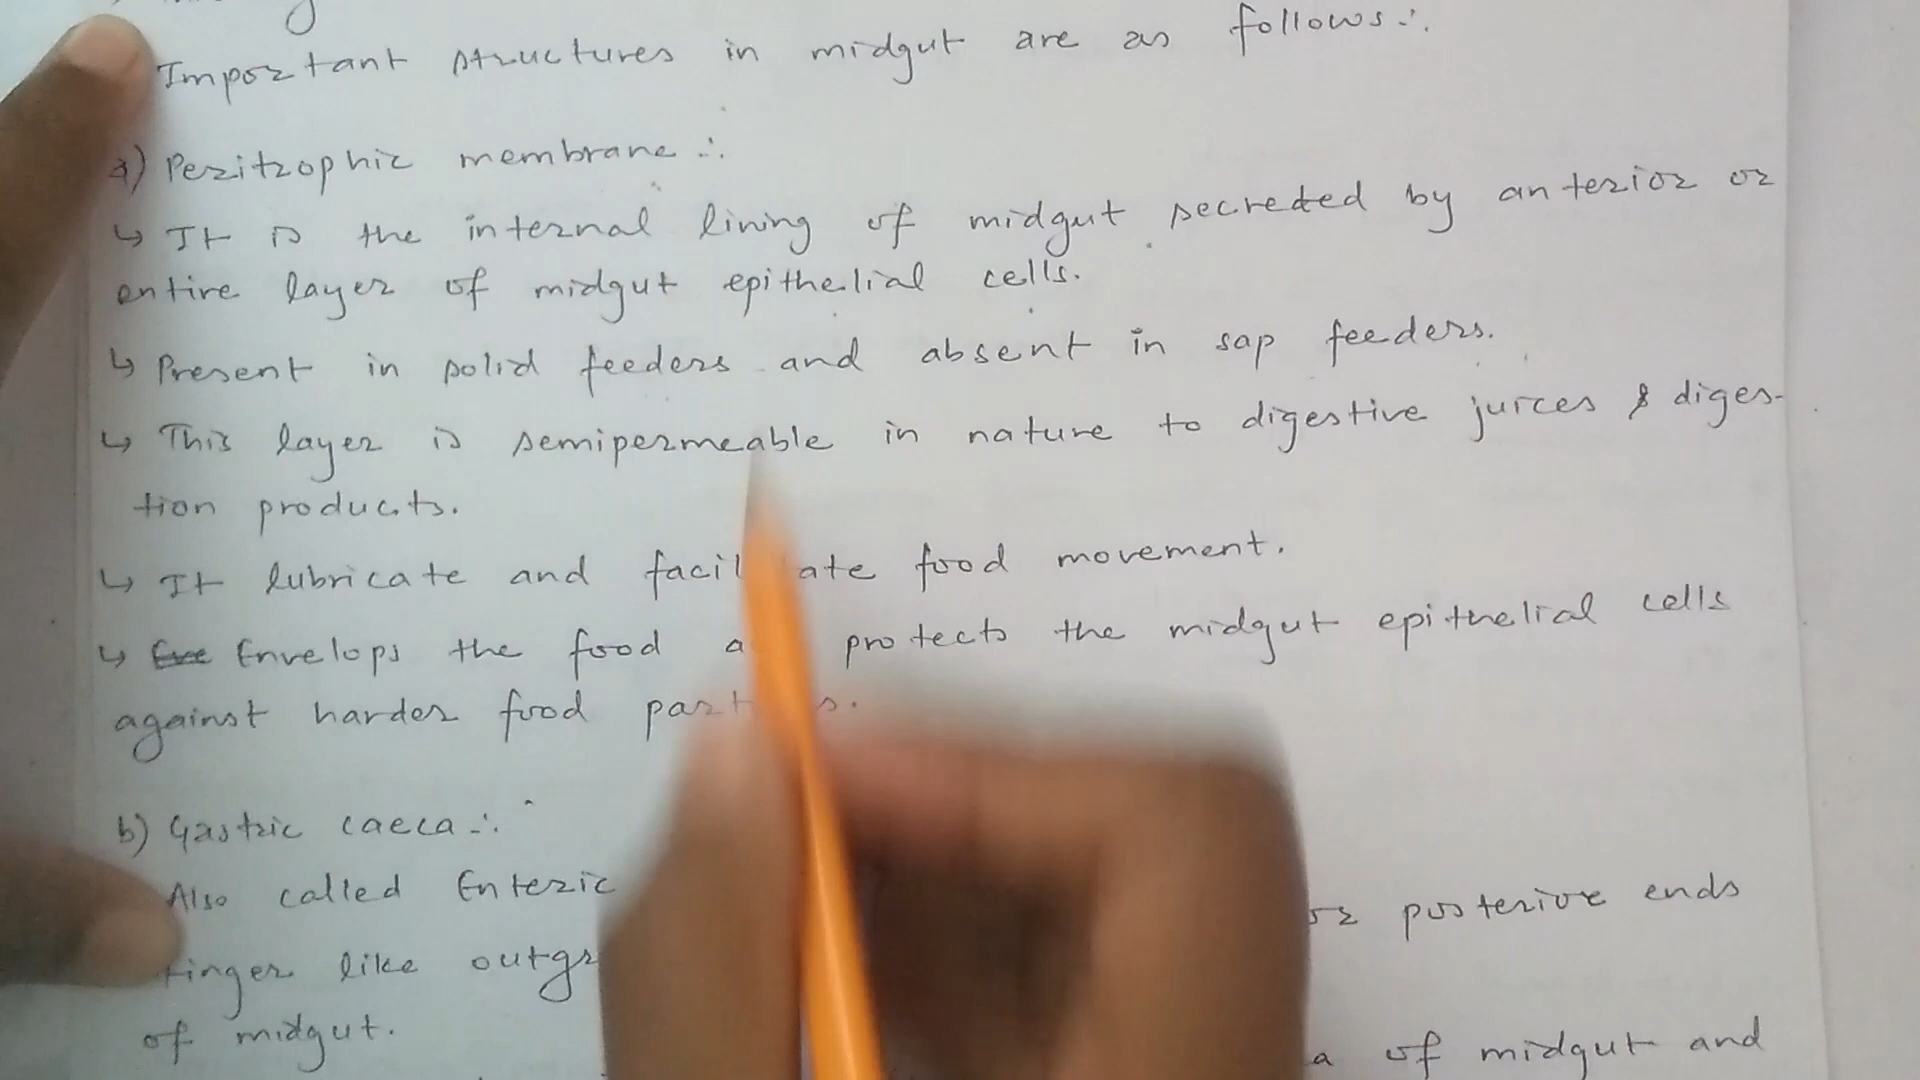 Important structures in midgut are as follows:.
a) Peritrophic membrane:.
↳ It is the internal lining of midgut secreted by anterior or
entire layer of midgut epithelial cells.
↳ Present in solid feeders and absent in sap feeders.
↳ This layer is semipermeable in nature to digestive juices & diges-
tion products.
↳ It lubricate and food movement.
↳ Envelops the food protects the midgut epithelial cells
against harder food
b) Gastric caeca:.
Also called Enteric or posterior ends
finger like
of midgut. of midgut and